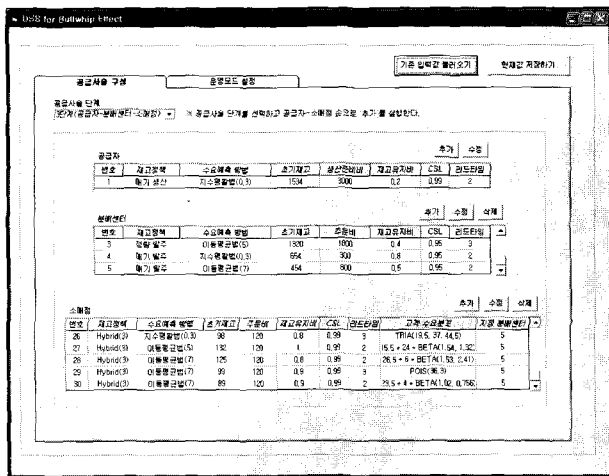 DSS for Bullwhip Effect
기존 입력값 불러오기 현재값 저장하기
공급사슬 구성 운영모드 설정
공급사슬 단계
3단계(공급자-분배센터-소매점) ※ 공급사슬 단계를 선택하고 공급자-소매점 순으로 '추가'를 실행한다.
추가 수정
공급자
번호 재고정책 수요예측 방법 초기재고 생산준비비 재고유지비 CSL 리드타임
1 매기 생산 지수평활법(0,3) 1534 3000 0,2 0,99 2
추가 수정 삭제
분배센터
번호 재고정책 수요예측 방법 초기재고 주문비 재고유지비 CSL 리드타임
3 정량 발주 이동평균법(5) 1320 1800 0,4 0,95 3
4 매기 발주 지수평활법(0,3) 654 900 0,8 0,95 2
5 매기 발주 이동평균법(7) 454 600 0,5 0,95 2
추가 수정 삭제
소매점
번호 재고정책 수요예측 방법 초기재고 주문비 재고유지비 CSL 리드타임 고객 수요분포 지정 분배센터
26 Hybrid(3) 지수평활법(0,3) 98 120 0,8 0,99 3 TRIA(19,5, 37, 44,5) 5
27 Hybrid(3) 이동평균법(5) 132 120 1 0,99 2 15,5 + 24 * BETA(1,64, 1,32) 5
28 Hybrid(3) 이동평균법(7) 125 120 0,8 0,99 2 26,5 + 6 * BETA(1,53, 2,41) 5
29 Hybrid(3) 이동평균법(7) 99 120 0,9 0,99 3 POIS(36,3) 5
30 Hybrid(3) 이동평균법(7) 89 120 0,9 0,99 2 23,5 + 4 * BETA(1,02, 0,756) 5